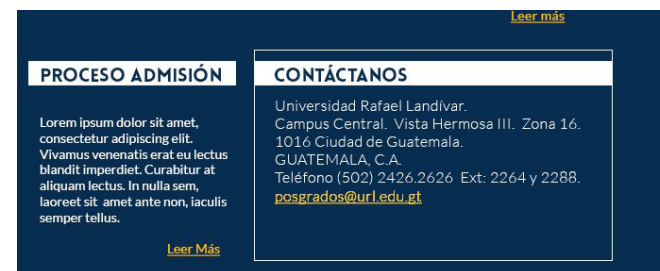 Leer más
PROCESO ADMISIÓN
Lorem ipsum dolor sit amet,
consectetur adipiscing elit.
Vivamus venenatis erat eu lectus
blandit imperdiet. Curabitur at
aliquam lectus. In nulla sem,
laoreet sit amet ante non, iaculis
semper tellus.
Leer Más
CONTÁCTANOS
Universidad Rafael Landívar.
Campus Central. Vista Hermosa III. Zona 16.
1016 Ciudad de Guatemala.
GUATEMALA, C.A.
Teléfono (502) 2426.2626 Ext: 2264 y 2288.
posgrados@url.edu.gt